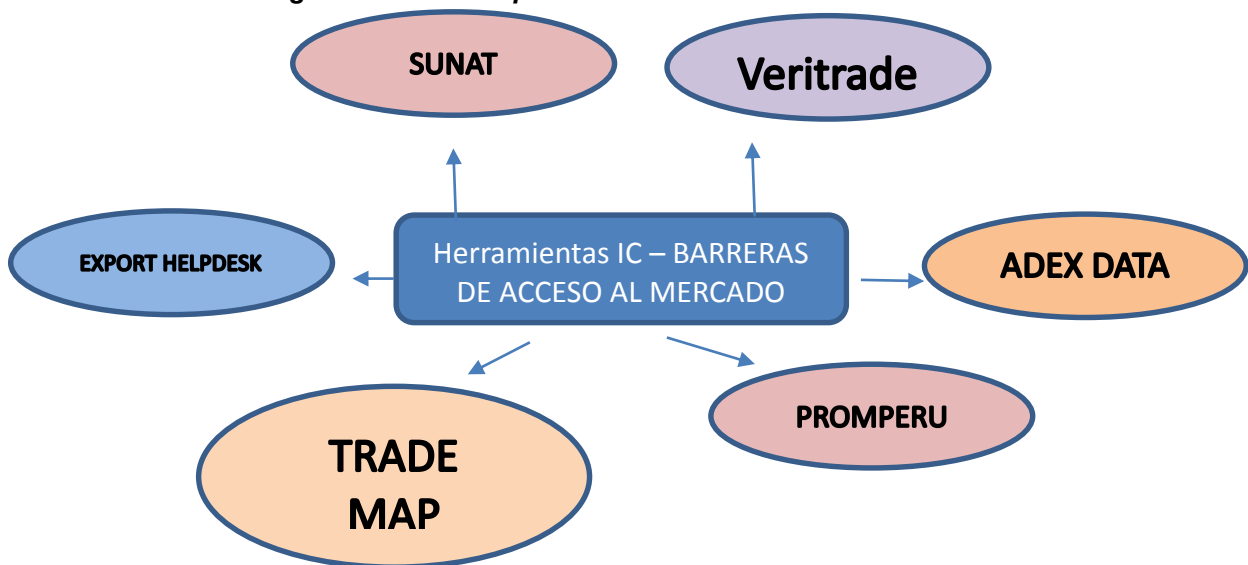 SUNAT
Veritrade
EXPORT HELPDESK
Herramientas IC – BARRERAS
DE ACCESO AL MERCADO
ADEX DATA
PROMPERU
TRADE
MAP